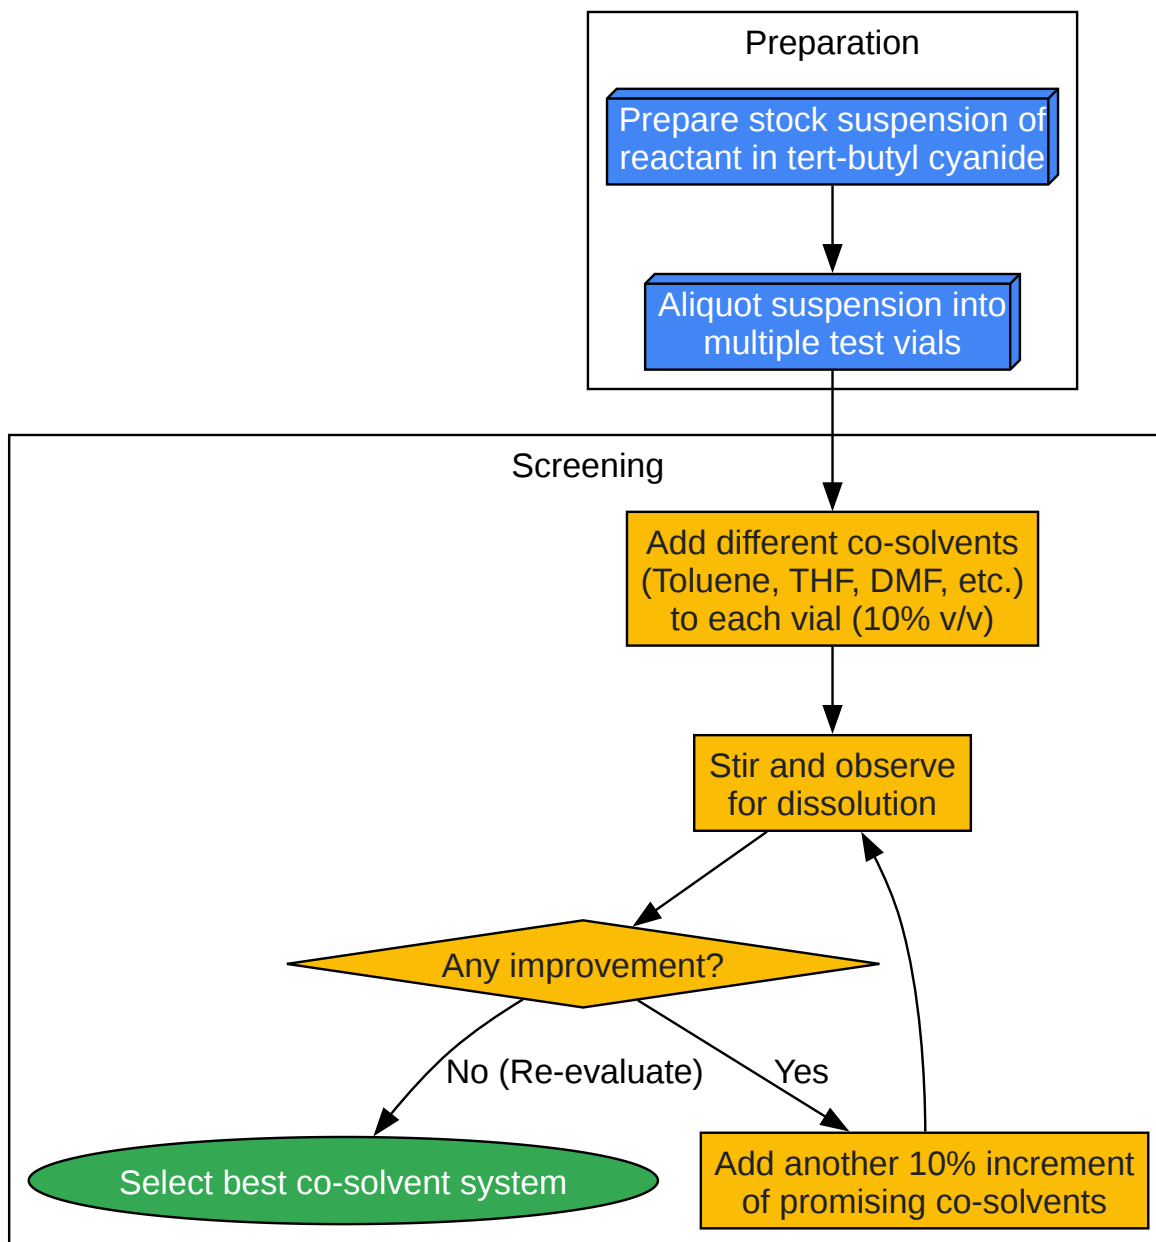 Preparation
Prepare stock suspension of
reactant in tert-butyl cyanide
Aliquot suspension into
multiple test vials
Screening
Add different co-solvents
(Toluene, THF, DMF, etc.)
to each vial (10% v/v)
Stir and observe
for dissolution
Any improvement?
No (Re-evaluate)
Yes
Select best co-solvent system
Add another 10% increment
of promising co-solvents